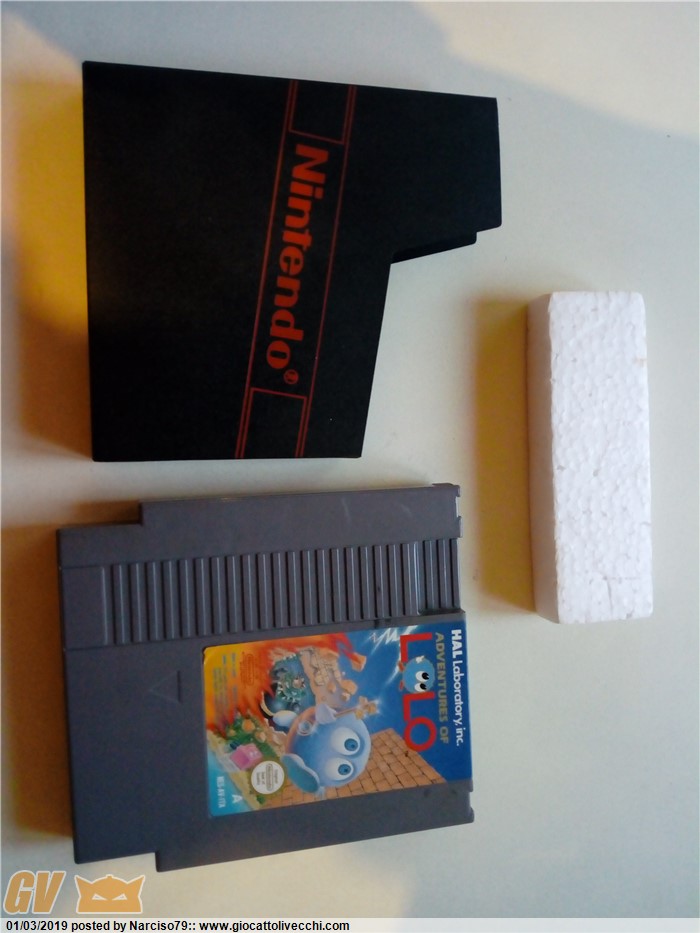 Nintendo®
HAL Laboratory, inc.
ADVENTURES OF
LOLO
A
GV
01/03/2019 posted by Narciso79:: www.giocattolivecchi.com